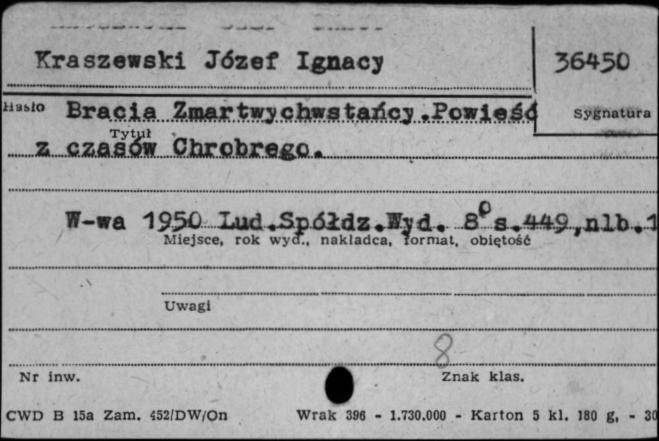 Kraszewski Józef Ignacy 36450
Hasło Bracia Zmartwychwstańcy.Powieść Sygnatura
Tytuł
z czasów Chrobrego.
W-wa 1950 Lud.Spółdz.Wyd. 8° s.449,nlb.1
Miejsce, rok wyd., nakładca, format, objętość
Uwagi
8
Nr inw. Znak klas.
CWD B 15a Zam. 452/DW/On Wrak 396 - 1.730.000 - Karton 5 kl. 180 g, - 30